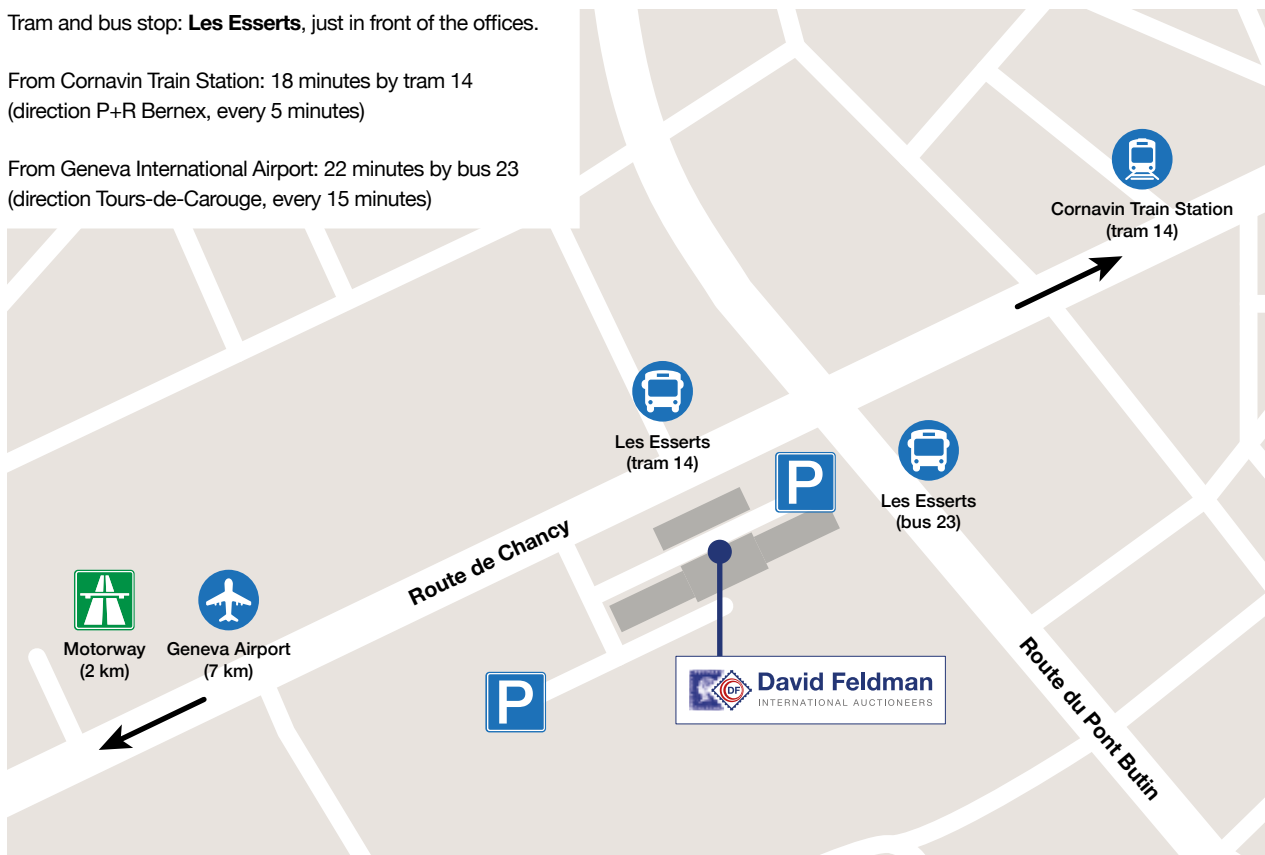 Tram and bus stop: Les Esserts, just in front of the offices.
From Cornavin Train Station: 18 minutes by tram 14
(direction P+R Bernex, every 5 minutes)
From Geneva International Airport: 22 minutes by bus 23
(direction Tours-de-Carouge, every 15 minutes)
Cornavin Train Station
(tram 14)
Les Esserts
(tram 14)
P
Les Esserts
(bus 23)
Route de Chancy
Motorway
(2 km)
Geneva Airport
(7 km)
P
DF
David Feldman
INTERNATIONAL AUCTIONEERS
Route du Pont Butin